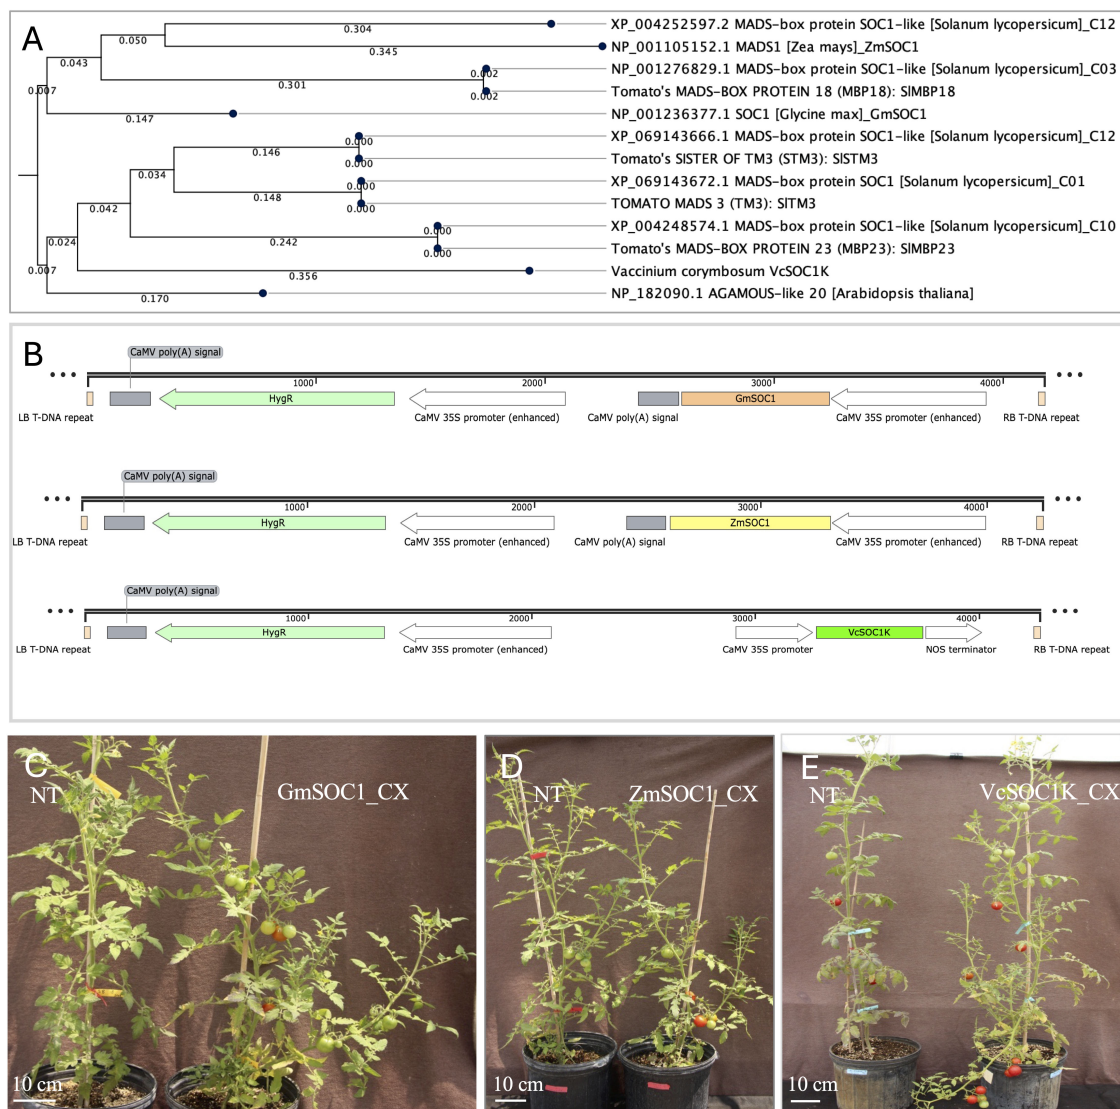 A
0.304
XP_004252597.2 MADS-box protein SOC1-like [Solanum lycopersicum]_C12
0.050
0.345
NP_001105152.1 MADS1 [Zea mays]_ZmSOC1
0.043
0.002
NP_001276829.1 MADS-box protein SOC1-like [Solanum lycopersicum]_C03
0.301
0.002
Tomato's MADS-BOX PROTEIN 18 (MBP18): SlMBP18
0.007
0.147
NP_001236377.1 SOC1 [Glycine max]_GmSOC1
0.000
XP_069143666.1 MADS-box protein SOC1-like [Solanum lycopersicum]_C12
0.146
0.000
Tomato's SISTER OF TM3 (STM3): SlSTM3
0.034
0.000
XP_069143672.1 MADS-box protein SOC1 [Solanum lycopersicum]_C01
0.148
0.000
TOMATO MADS 3 (TM3): SlTM3
0.042
0.000
XP_004248574.1 MADS-box protein SOC1-like [Solanum lycopersicum]_C10
0.024
0.242
0.000
Tomato's MADS-BOX PROTEIN 23 (MBP23): SlMBP23
0.007
0.356
Vaccinium corymbosum VcSOC1K
0.170
NP_182090.1 AGAMOUS-like 20 [Arabidopsis thaliana]
B
CaMV poly(A) signal
1000 2000 3000 4000
HygR GmSOC1
LB T-DNA repeat CaMV 35S promoter (enhanced) CaMV poly(A) signal CaMV 35S promoter (enhanced) RB T-DNA repeat
CaMV poly(A) signal
1000 2000 3000 4000
HygR ZmSOC1
LB T-DNA repeat CaMV 35S promoter (enhanced) CaMV poly(A) signal CaMV 35S promoter (enhanced) RB T-DNA repeat
CaMV poly(A) signal
1000 2000 3000 4000
HygR VcSOC1K
LB T-DNA repeat CaMV 35S promoter (enhanced) CaMV 35S promoter NOS terminator RB T-DNA repeat
C
NT GmSOC1_CX
10 cm
D
NT ZmSOC1_CX
10 cm
E
NT VcSOC1K_CX
10 cm